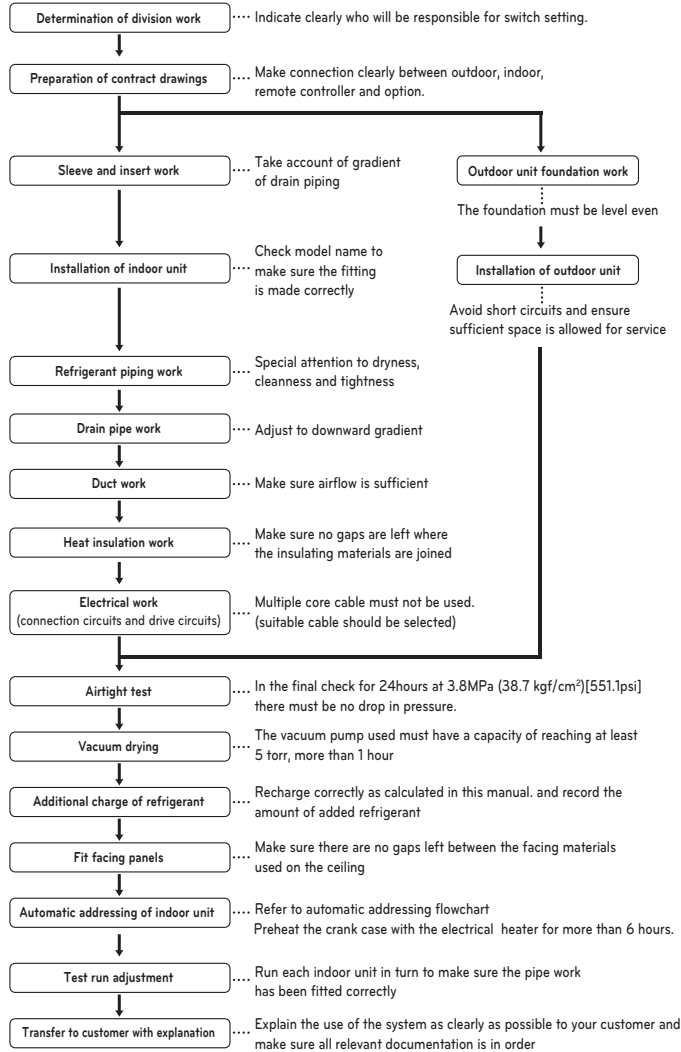 Determination of division work
Indicate clearly who will be responsible for switch setting.
Preparation of contract drawings
Make connection clearly between outdoor, indoor,
remote controller and option.
Sleeve and insert work
Take account of gradient
of drain piping
Outdoor unit foundation work
The foundation must be level even
Installation of indoor unit
Check model name to
make sure the fitting
is made correctly
Installation of outdoor unit
Avoid short circuits and ensure
sufficient space is allowed for service
Refrigerant piping work
Special attention to dryness,
cleanness and tightness
Drain pipe work
Adjust to downward gradient
Duct work
Make sure airflow is sufficient
Heat insulation work
Make sure no gaps are left where
the insulating materials are joined
Electrical work
(connection circuits and drive circuits)
Multiple core cable must not be used.
(suitable cable should be selected)
Airtight test
In the final check for 24hours at 3.8MPa (38.7 kgf/cm²)[551.1psi]
there must be no drop in pressure.
Vacuum drying
The vacuum pump used must have a capacity of reaching at least
5 torr, more than 1 hour
Additional charge of refrigerant
Recharge correctly as calculated in this manual. and record the
amount of added refrigerant
Fit facing panels
Make sure there are no gaps left between the facing materials
used on the ceiling
Automatic addressing of indoor unit
Refer to automatic addressing flowchart
Preheat the crank case with the electrical heater for more than 6 hours.
Test run adjustment
Run each indoor unit in turn to make sure the pipe work
has been fitted correctly
Transfer to customer with explanation
Explain the use of the system as clearly as possible to your customer and
make sure all relevant documentation is in order